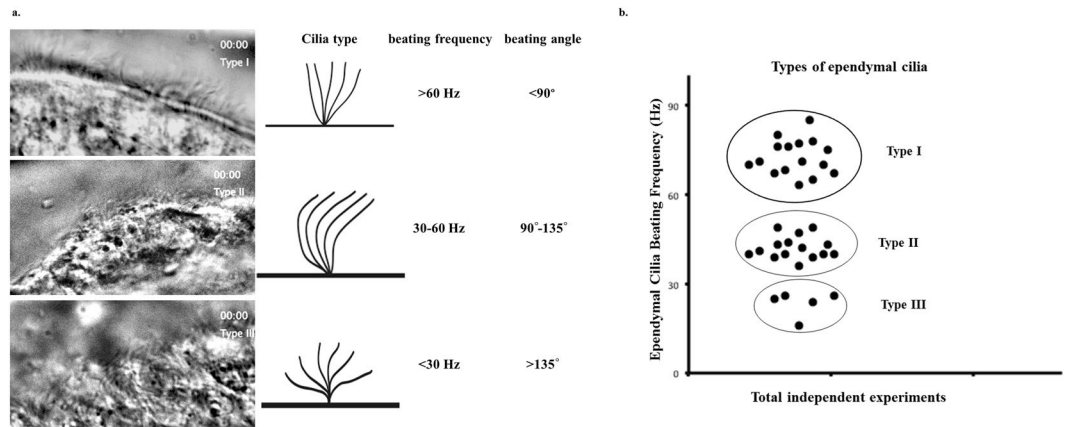 a.
00:00
Type I
Cilia type beating frequency beating angle
>60 Hz <90°
00:00
Type II
30-60 Hz 90°-135°
00:00
Type III
<30 Hz >135°
b.
Types of ependymal cilia
Ependymal Cilia Beating Frequency (Hz)
90
60
30
0
Type I
Type II
Type III
Total independent experiments